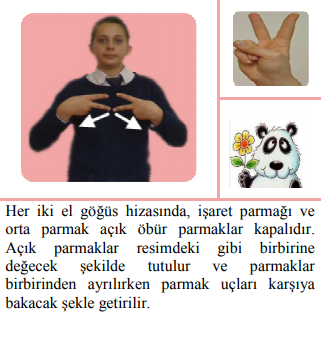 Her iki el göğüs hizasında, işaret parmağı ve
orta parmak açık öbür parmaklar kapalıdır.
Açık parmaklar resimdeki gibi birbirine
değecek şekilde tutulur ve parmaklar
birbirinden ayrılırken parmak uçları karşıya
bakacak şekle getirilir.